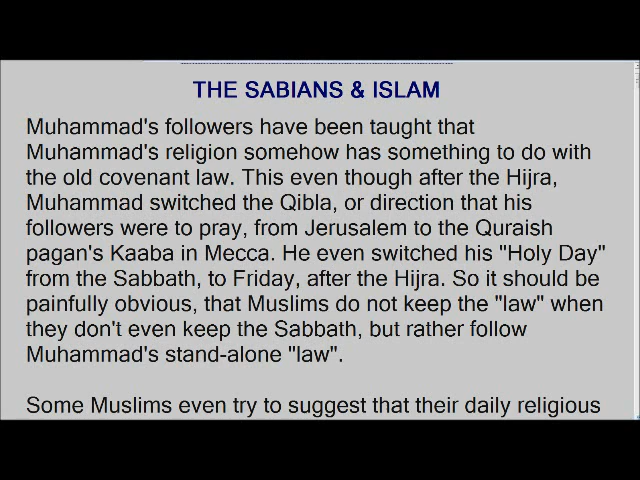 THE SABIANS & ISLAM
Muhammad's followers have been taught that
Muhammad's religion somehow has something to do with
the old covenant law. This even though after the Hijra,
Muhammad switched the Qibla, or direction that his
followers were to pray, from Jerusalem to the Quraish
pagan's Kaaba in Mecca. He even switched his "Holy Day"
from the Sabbath, to Friday, after the Hijra. So it should be
painfully obvious, that Muslims do not keep the "law" when
they don't even keep the Sabbath, but rather follow
Muhammad's stand-alone "law".
Some Muslims even try to suggest that their daily religious